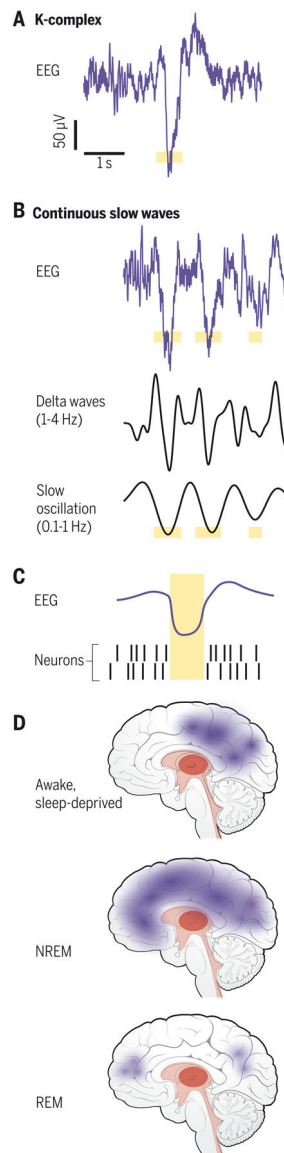 A K-complex
EEG
50 µV
1 s
B Continuous slow waves
EEG
Delta waves
(1-4 Hz)
Slow
oscillation
(0.1-1 Hz)
C
EEG
Neurons
D
Awake,
sleep-deprived
NREM
REM